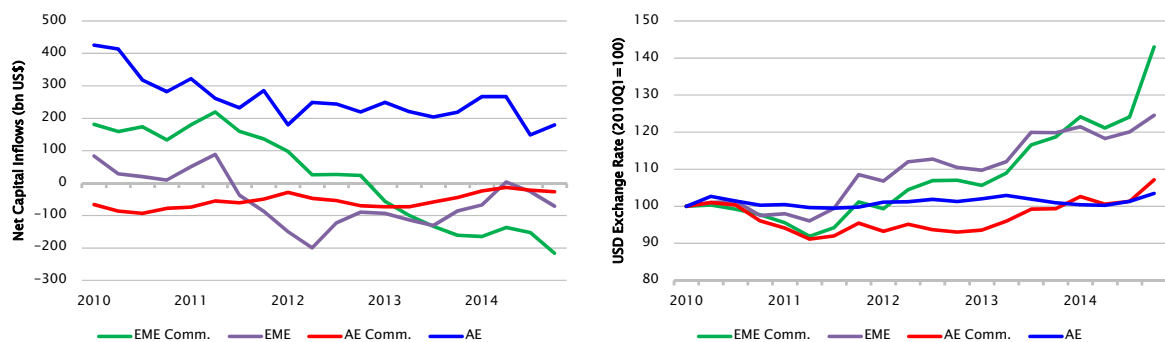 Net Capital Inflows (bn US$)
500
400
300
200
100
0
−100
−200
−300
2010
2011
2012
2013
2014
EME Comm.
EME
AE Comm.
AE
USD Exchange Rate (2010Q1=100)
150
140
130
120
110
100
90
80
2010
2011
2012
2013
2014
EME Comm.
EME
AE Comm.
AE